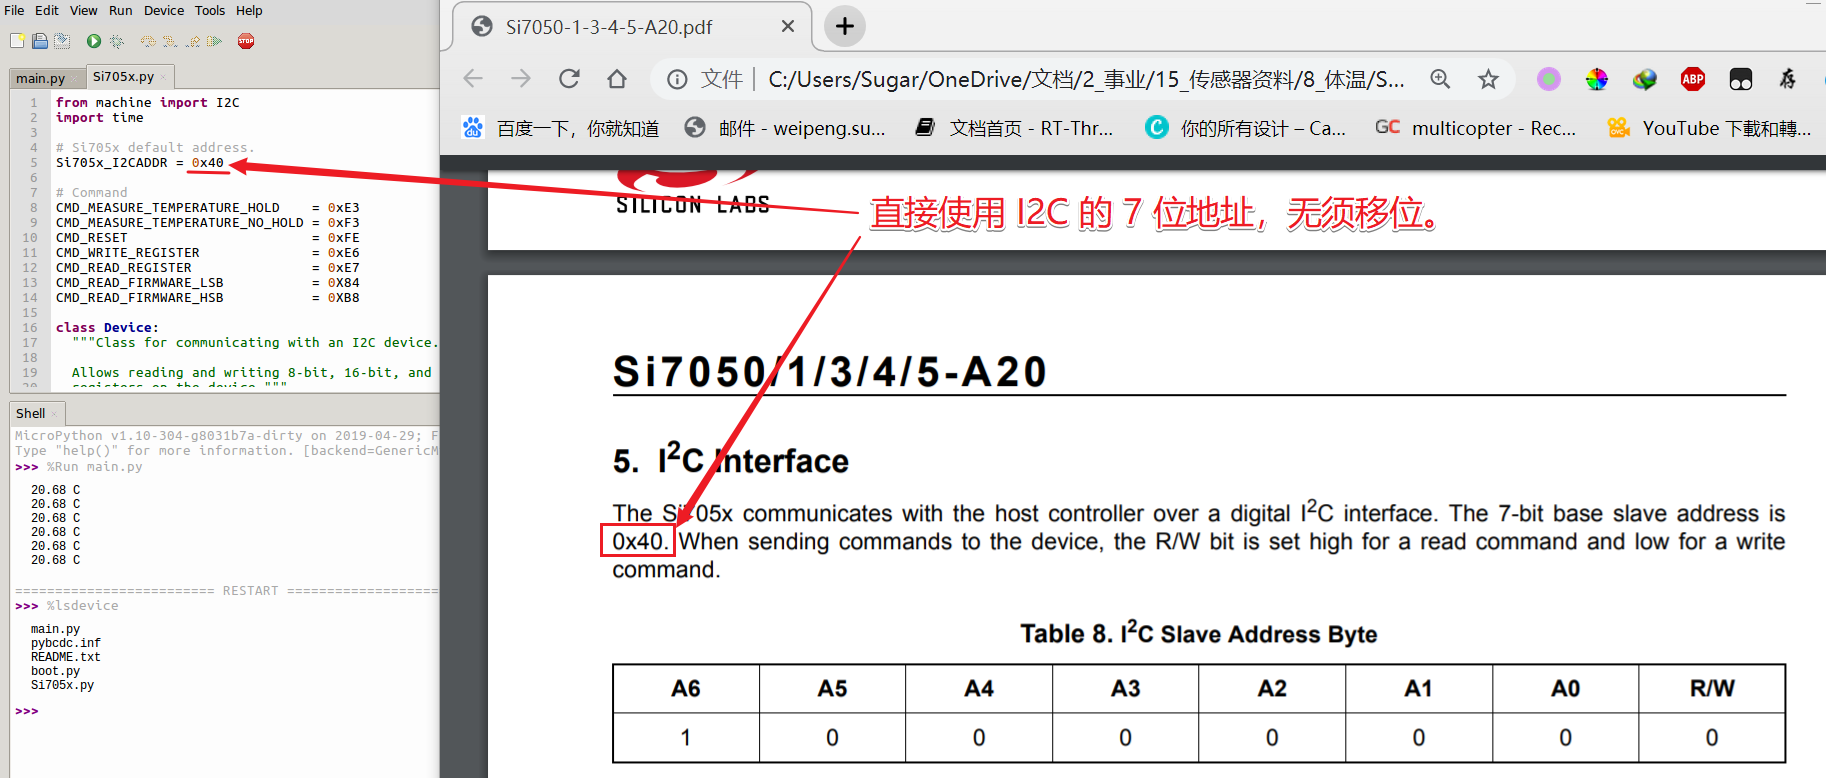 File Edit View Run Device Tools Help
main.py
Si705x.py
1 from machine import I2C
2 import time
3
4 # Si705x default address.
5 Si705x_I2CADDR = 0x40
6
7 # Command
8 CMD_MEASURE_TEMPERATURE_HOLD = 0xE3
9 CMD_MEASURE_TEMPERATURE_NO_HOLD = 0xF3
10 CMD_RESET = 0xFE
11 CMD_WRITE_REGISTER = 0xE6
12 CMD_READ_REGISTER = 0xE7
13 CMD_READ_FIRMWARE_LSB = 0X84
14 CMD_READ_FIRMWARE_HSB = 0XB8
15
16 class Device:
17 """Class for communicating with an I2C device.
18
19 Allows reading and writing 8-bit, 16-bit, and
20 registers on the device."""
Shell
MicroPython v1.10-304-g8031b7a-dirty on 2019-04-29; F
Type "help()" for more information. [backend=GenericM
>>> %Run main.py
20.68 C
20.68 C
20.68 C
20.68 C
20.68 C
20.68 C
========================= RESTART ===================
>>> %lsdevice
main.py
pybcdc.inf
README.txt
boot.py
Si705x.py
>>>
Si7050-1-3-4-5-A20.pdf
文件 | C:/Users/Sugar/OneDrive/文档/2_事业/15_传感器资料/8_体温/S...
ABP
存
百度一下，你就知道
邮件 - weipeng.su...
文档首页 - RT-Thr...
你的所有设计 – Ca...
GC multicopter - Rec...
YouTube 下載和轉...
SILICON LABS
直接使用 I2C 的 7 位地址，无须移位。
Si7050/1/3/4/5-A20
5. I2C Interface
The Si705x communicates with the host controller over a digital I2C interface. The 7-bit base slave address is
0x40. When sending commands to the device, the R/W bit is set high for a read command and low for a write
command.
Table 8. I2C Slave Address Byte
A6 A5 A4 A3 A2 A1 A0 R/W
1 0 0 0 0 0 0 0